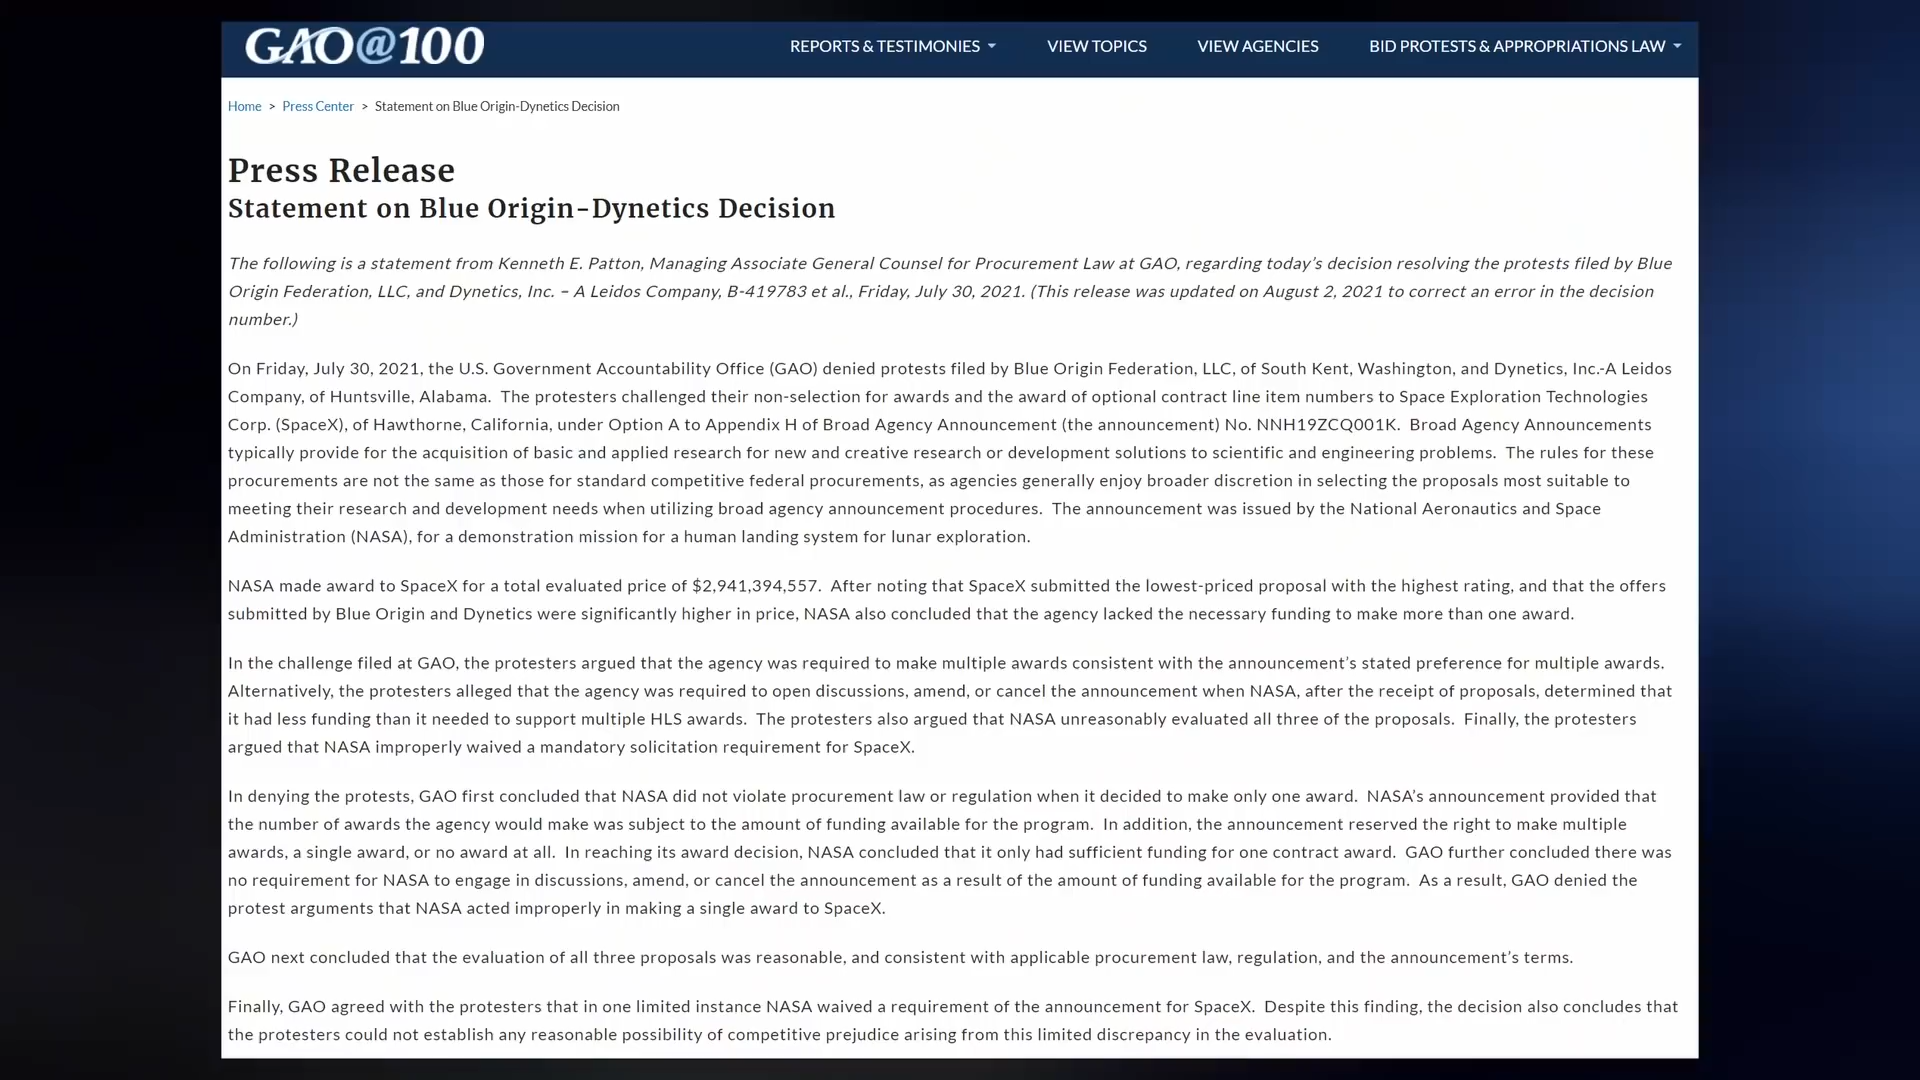 GAO@100
REPORTS & TESTIMONIES
VIEW TOPICS
VIEW AGENCIES
BID PROTESTS & APPROPRIATIONS LAW
Home > Press Center > Statement on Blue Origin-Dynetics Decision
Press Release
Statement on Blue Origin-Dynetics Decision
The following is a statement from Kenneth E. Patton, Managing Associate General Counsel for Procurement Law at GAO, regarding today's decision resolving the protests filed by Blue
Origin Federation, LLC, and Dynetics, Inc. – A Leidos Company, B-419783 et al., Friday, July 30, 2021. (This release was updated on August 2, 2021 to correct an error in the decision
number.)
On Friday, July 30, 2021, the U.S. Government Accountability Office (GAO) denied protests filed by Blue Origin Federation, LLC, of South Kent, Washington, and Dynetics, Inc.-A Leidos
Company, of Huntsville, Alabama.  The protesters challenged their non-selection for awards and the award of optional contract line item numbers to Space Exploration Technologies
Corp. (SpaceX), of Hawthorne, California, under Option A to Appendix H of Broad Agency Announcement (the announcement) No. NNH19ZCQ001K.  Broad Agency Announcements
typically provide for the acquisition of basic and applied research for new and creative research or development solutions to scientific and engineering problems.  The rules for these
procurements are not the same as those for standard competitive federal procurements, as agencies generally enjoy broader discretion in selecting the proposals most suitable to
meeting their research and development needs when utilizing broad agency announcement procedures.  The announcement was issued by the National Aeronautics and Space
Administration (NASA), for a demonstration mission for a human landing system for lunar exploration.
NASA made award to SpaceX for a total evaluated price of $2,941,394,557.  After noting that SpaceX submitted the lowest-priced proposal with the highest rating, and that the offers
submitted by Blue Origin and Dynetics were significantly higher in price, NASA also concluded that the agency lacked the necessary funding to make more than one award.
In the challenge filed at GAO, the protesters argued that the agency was required to make multiple awards consistent with the announcement's stated preference for multiple awards.
Alternatively, the protesters alleged that the agency was required to open discussions, amend, or cancel the announcement when NASA, after the receipt of proposals, determined that
it had less funding than it needed to support multiple HLS awards.  The protesters also argued that NASA unreasonably evaluated all three of the proposals.  Finally, the protesters
argued that NASA improperly waived a mandatory solicitation requirement for SpaceX.
In denying the protests, GAO first concluded that NASA did not violate procurement law or regulation when it decided to make only one award.  NASA's announcement provided that
the number of awards the agency would make was subject to the amount of funding available for the program.  In addition, the announcement reserved the right to make multiple
awards, a single award, or no award at all.  In reaching its award decision, NASA concluded that it only had sufficient funding for one contract award.  GAO further concluded there was
no requirement for NASA to engage in discussions, amend, or cancel the announcement as a result of the amount of funding available for the program.  As a result, GAO denied the
protest arguments that NASA acted improperly in making a single award to SpaceX.
GAO next concluded that the evaluation of all three proposals was reasonable, and consistent with applicable procurement law, regulation, and the announcement's terms.
Finally, GAO agreed with the protesters that in one limited instance NASA waived a requirement of the announcement for SpaceX.  Despite this finding, the decision also concludes that
the protesters could not establish any reasonable possibility of competitive prejudice arising from this limited discrepancy in the evaluation.